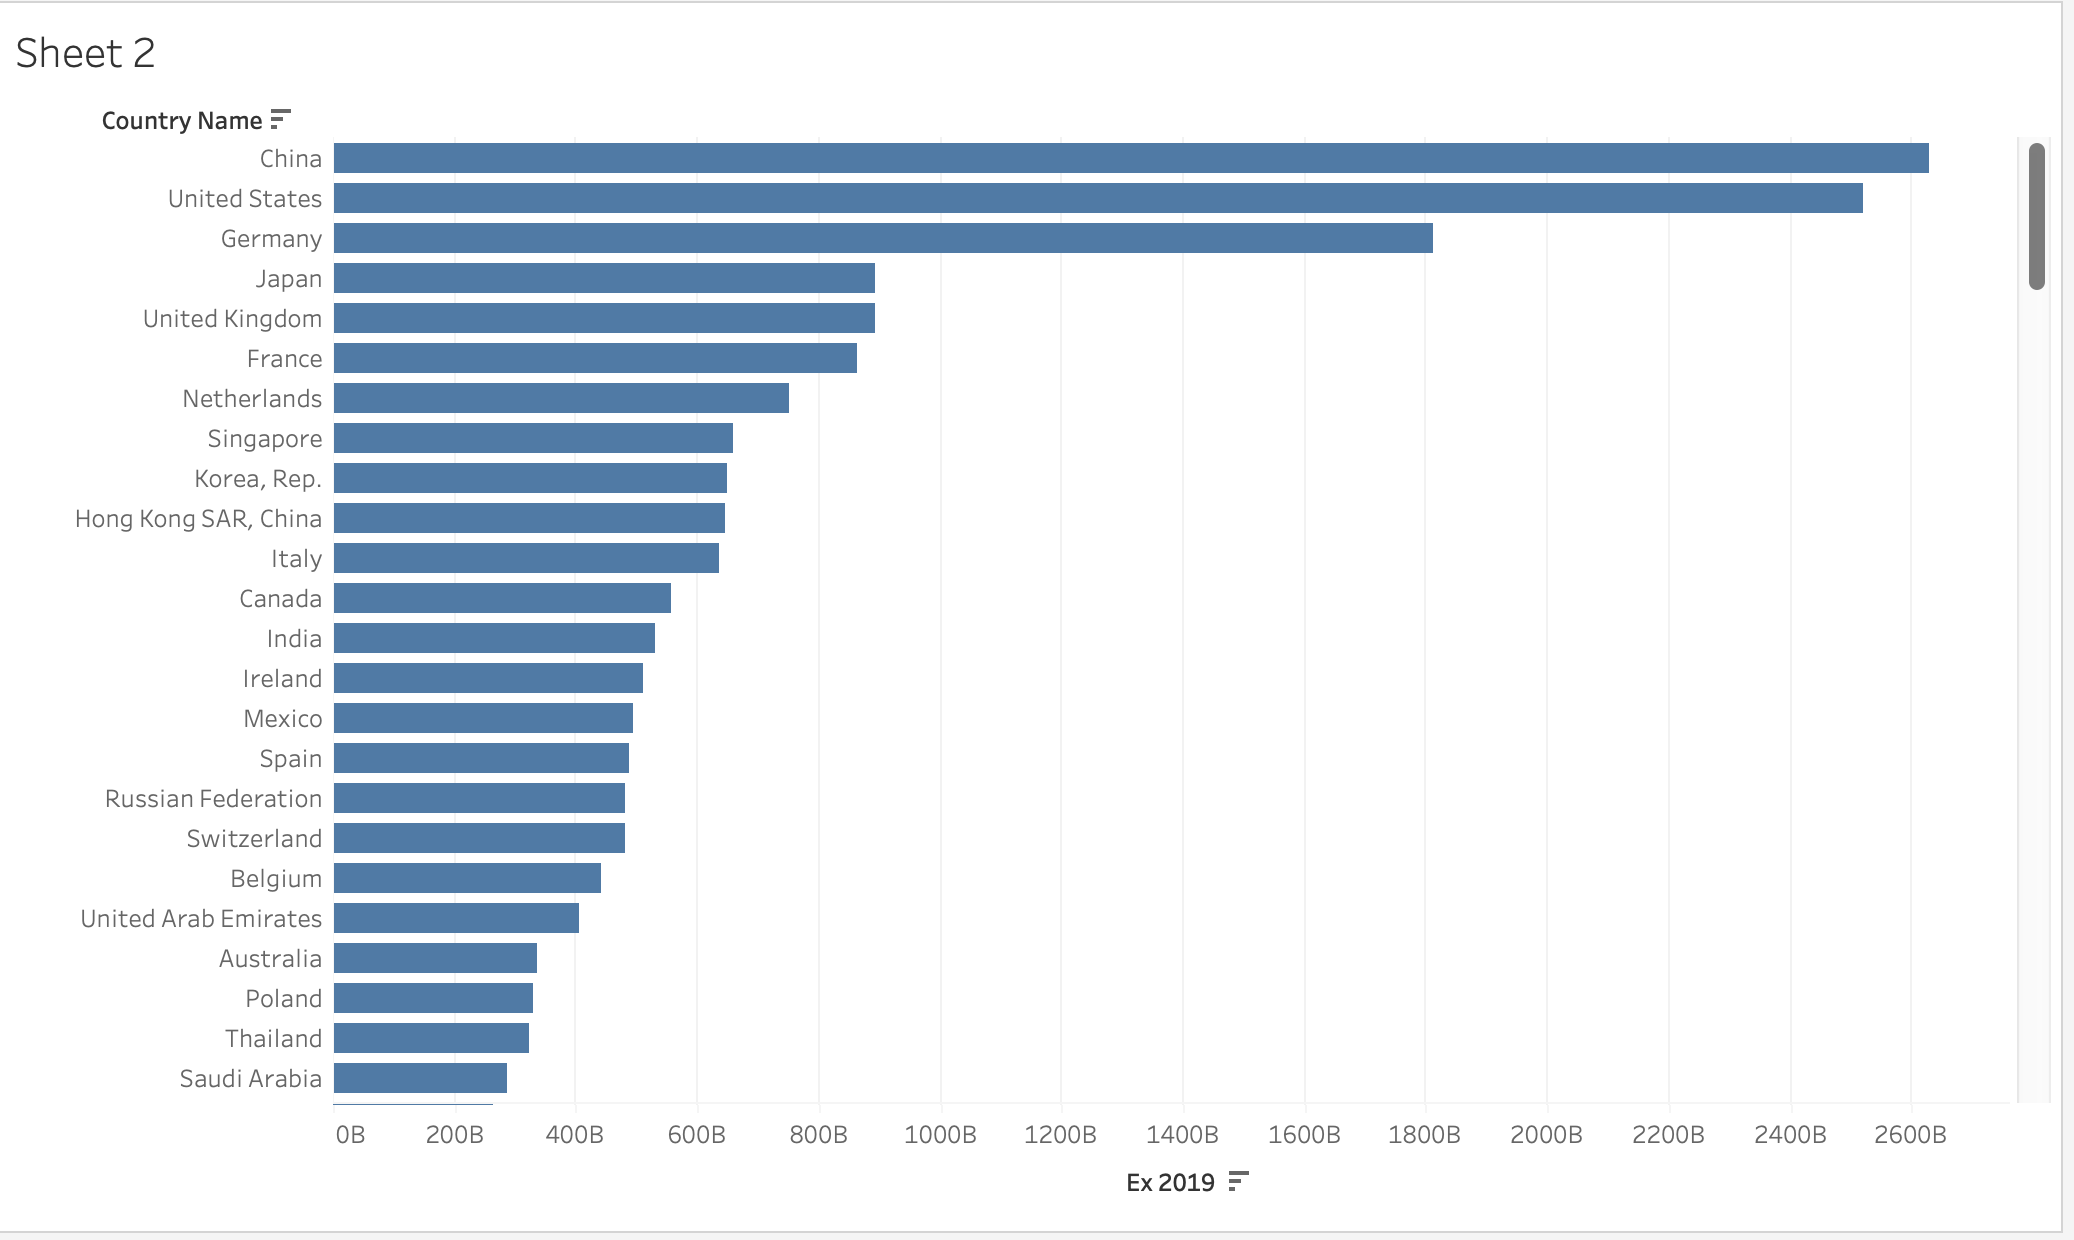 Sheet 2
Country Name
China
United States
Germany
Japan
United Kingdom
France
Netherlands
Singapore
Korea, Rep.
Hong Kong SAR, China
Italy
Canada
India
Ireland
Mexico
Spain
Russian Federation
Switzerland
Belgium
United Arab Emirates
Australia
Poland
Thailand
Saudi Arabia
0B 200B 400B 600B 800B 1000B 1200B 1400B 1600B 1800B 2000B 2200B 2400B 2600B
Ex 2019